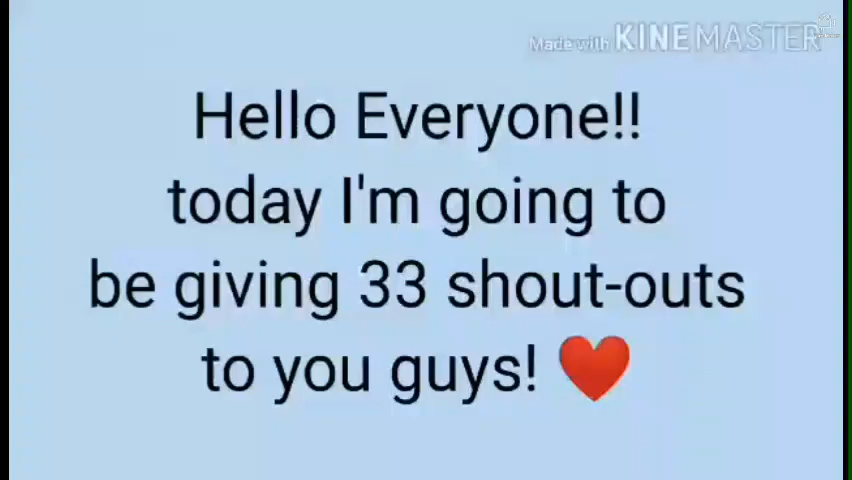 Made with KINEMASTER
Hello Everyone!!
today I'm going to
be giving 33 shout-outs
to you guys! ❤️